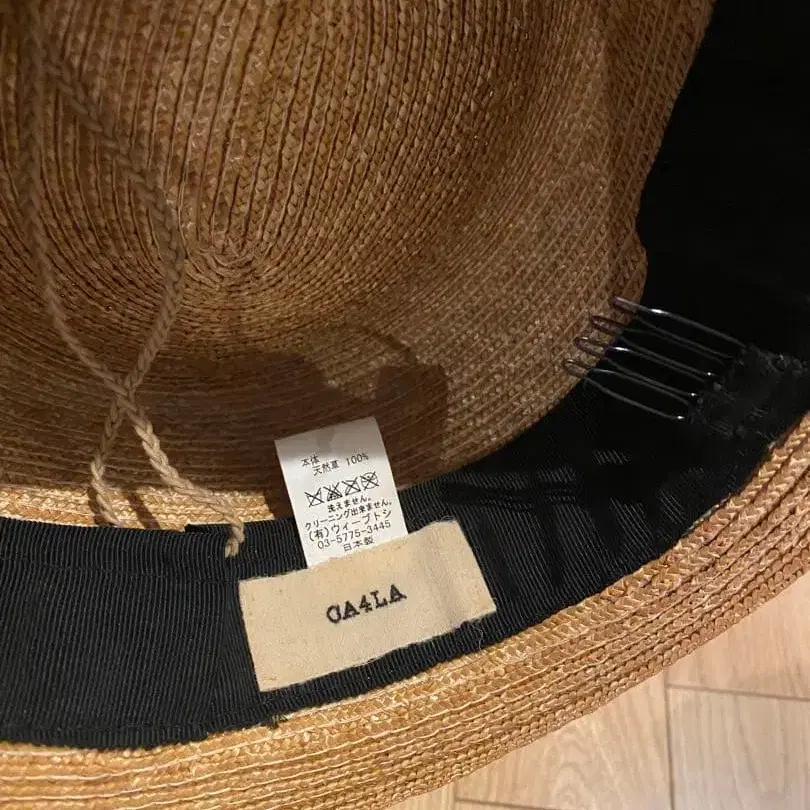 本体
天然草 100%
洗えません。
クリーニング出来ません。
(有)ウィーブトシ
03-5775-3445
日本製
CA4LA